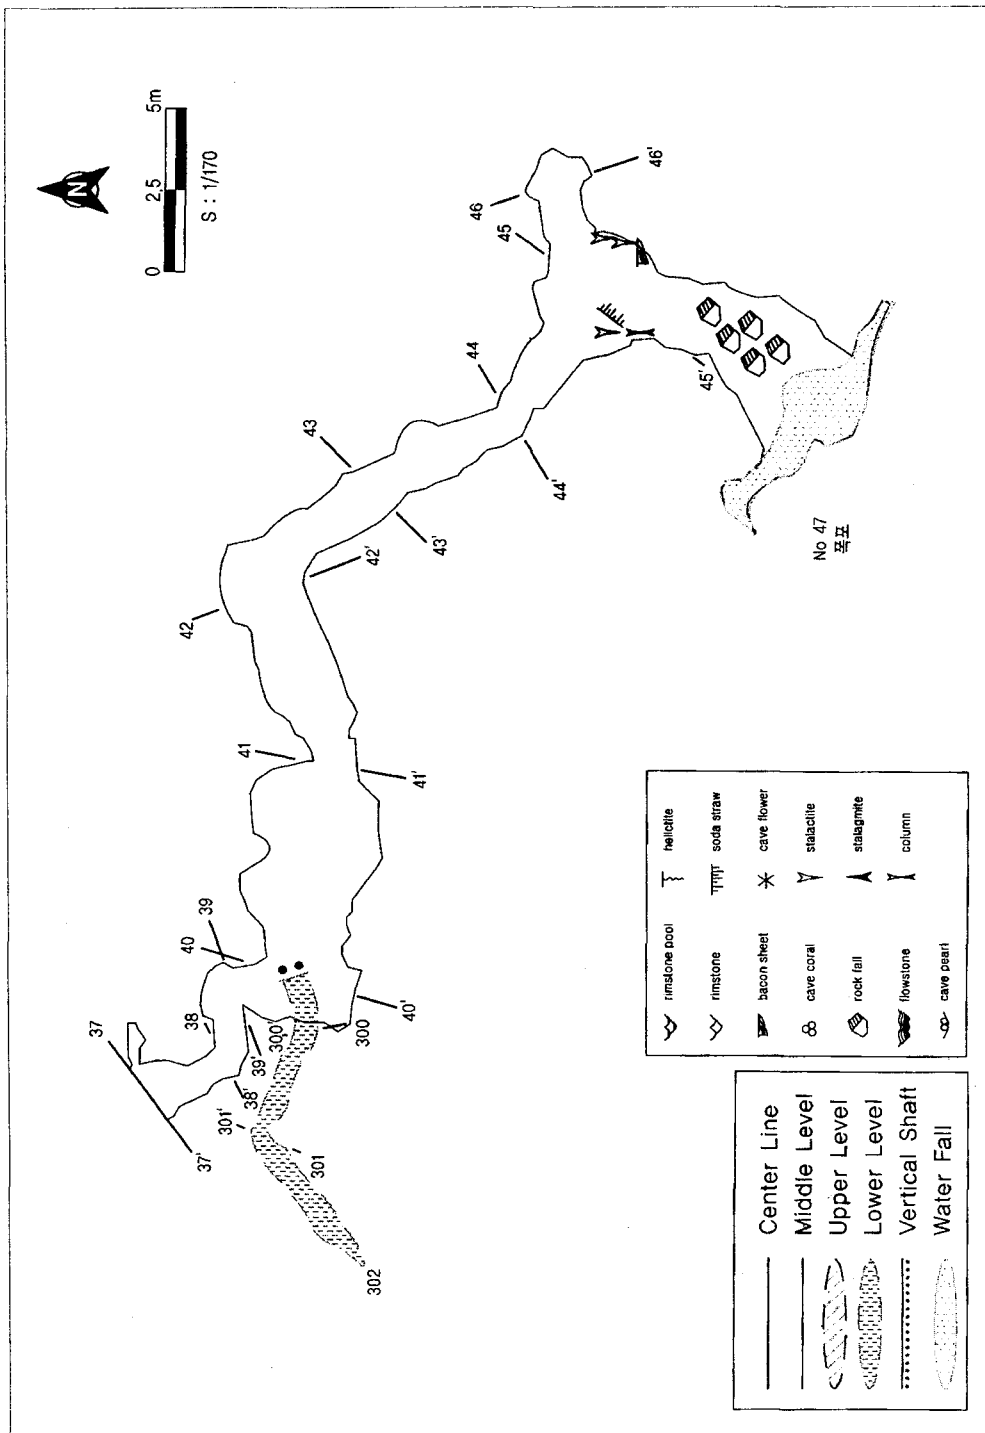 N
0 2.5 5m
S : 1/170
46
46'
45
44
43
42
45'
44'
43'
42'
No 47
폭포
41
41'
39
40
38
37
40'
300
300'
39'
38'
37'
301'
301
302
rimstone pool
helictite
rimstone
soda straw
bacon sheet
cave flower
cave coral
stalactite
rock fall
stalagmite
flowstone
column
cave pearl
Center Line
Middle Level
Upper Level
Lower Level
Vertical Shaft
Water Fall